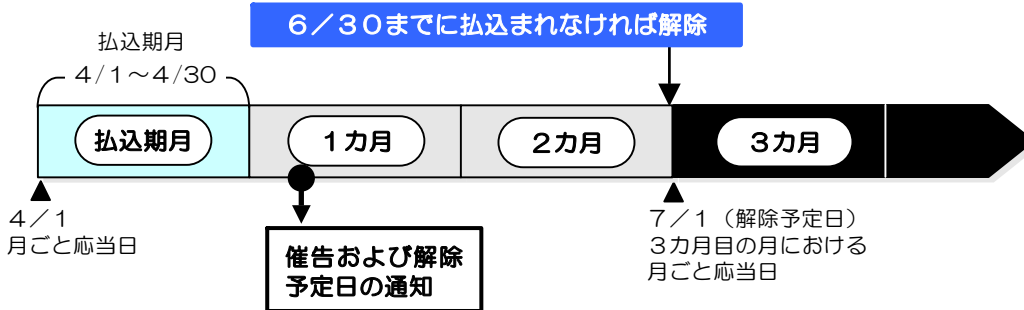 ６／３０までに払込まれなければ解除
払込期月
４/１～４/30
払込期月
１カ月
２カ月
３カ月
４／１
月ごと応当日
催告および解除
予定日の通知
７／１（解除予定日）
３カ月目の月における
月ごと応当日